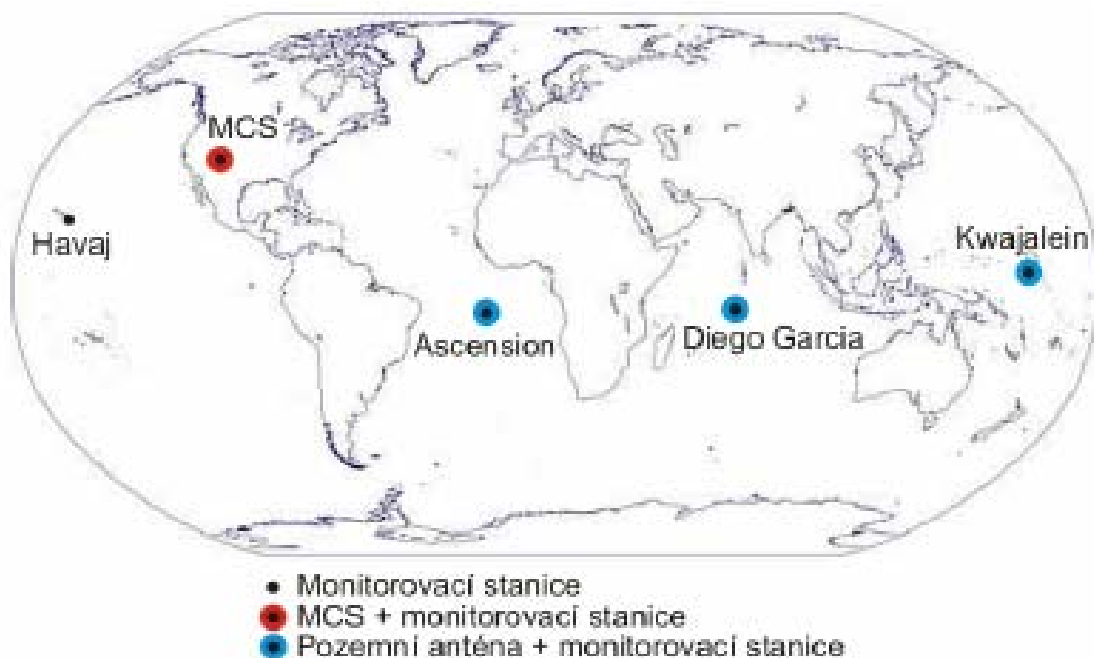 MCS
Havaj
Kwajalein
Ascension
Diego Garcia
Monitorovací stanice
MCS + monitorovací stanice
Pozemní anténa + monitorovací stanice